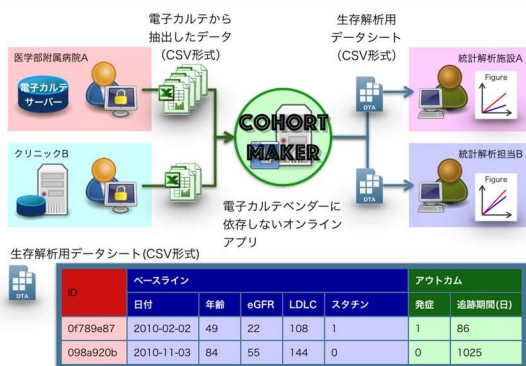 電子カルテから
抽出したデータ
（CSV形式）
生存解析用
データシート
（CSV形式）
医学部附属病院A
電子カルテ
サーバー
統計解析施設A
Figure
DTA
COHORT
MAKER
クリニックB
統計解析担当B
Figure
DTA
電子カルテベンダーに
依存しないオンライン
アプリ
生存解析用データシート(CSV形式)
DTA
ID ベースライン アウトカム
日付 年齢 eGFR LDLC スタチン 発症 追跡期間(日)
0f789e87 2010-02-02 49 22 108 1 1 86
098a920b 2010-11-03 84 55 144 0 0 1025